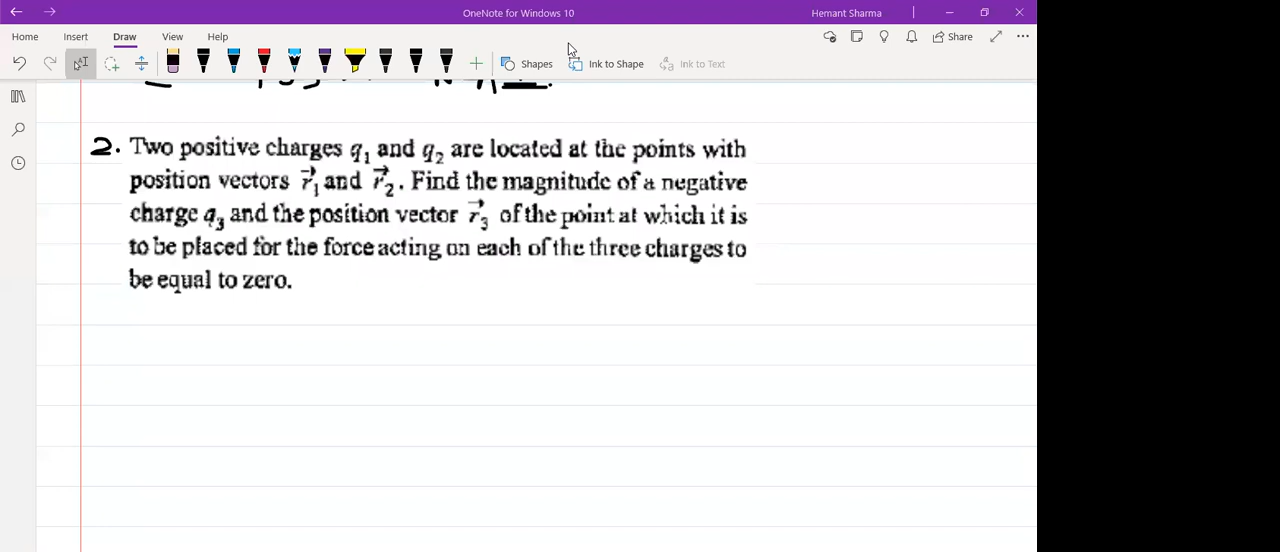 OneNote for Windows 10
Hemant Sharma
Home Insert Draw View Help
Share
Shapes Ink to Shape Ink to Text
2. Two positive charges q₁ and q₂ are located at the points with
position vectors r⃗₁ and r⃗₂. Find the magnitude of a negative
charge q₃ and the position vector r⃗₃ of the point at which it is
to be placed for the force acting on each of the three charges to
be equal to zero.